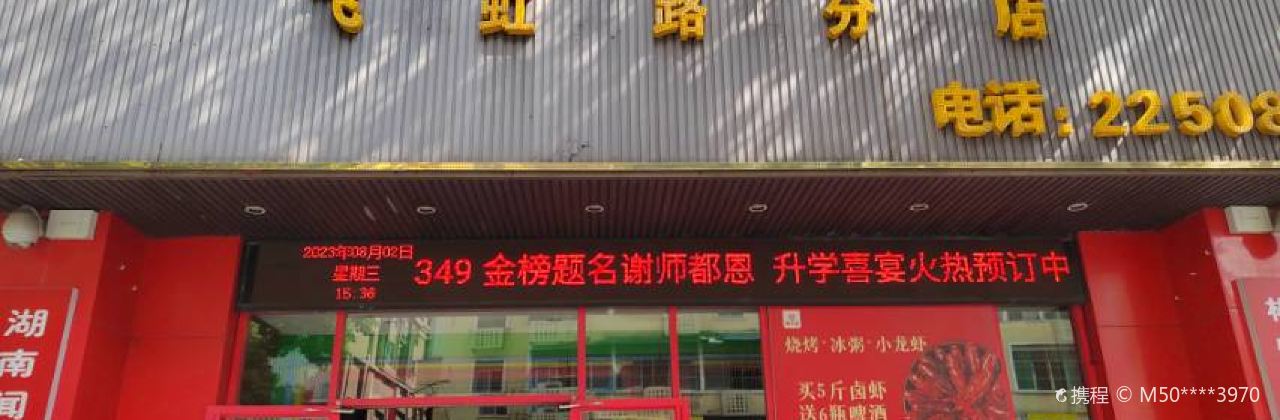 飞虹路分店
电话:22508
2023年08月02日
星期三
15:36
349 金榜题名谢师都恩 升学喜宴火热预订中
湖南闻
烧烤·冰粥·小龙虾
买5斤卤虾
送6瓶啤酒
携程 © M50****3970